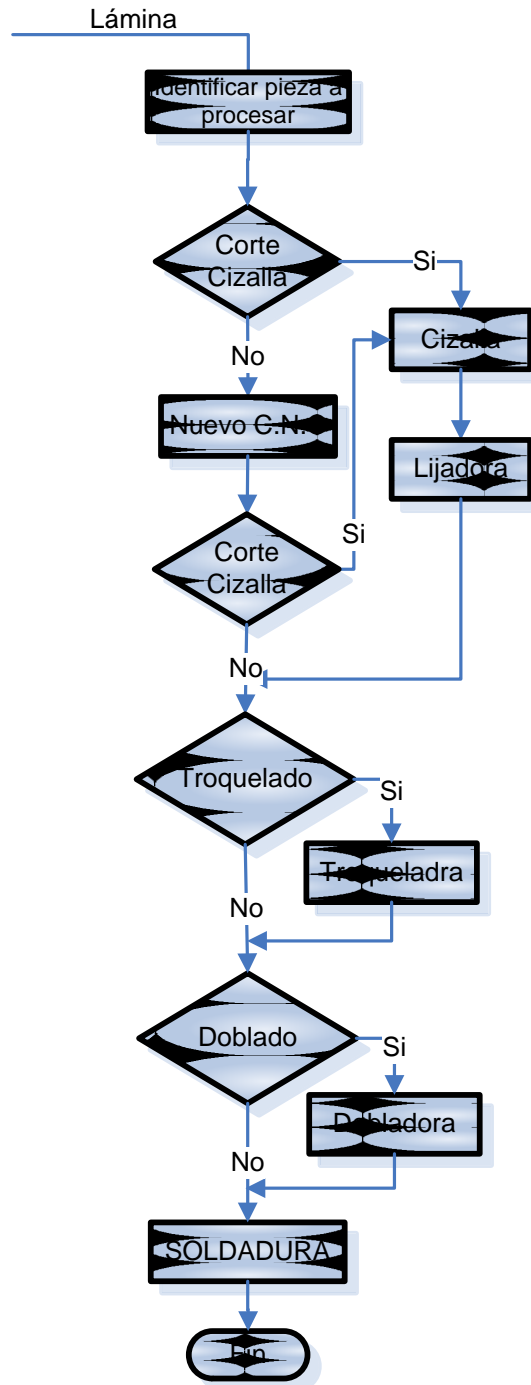 Lámina
Identificar pieza a
procesar
Corte
Cizalla
Si
No
Cizalla
Nuevo C.N.
Lijadora
Corte
Cizalla
Si
No
Troquelado
Si
Troqueladra
No
Doblado
Si
Dobladora
No
SOLDADURA
Fin